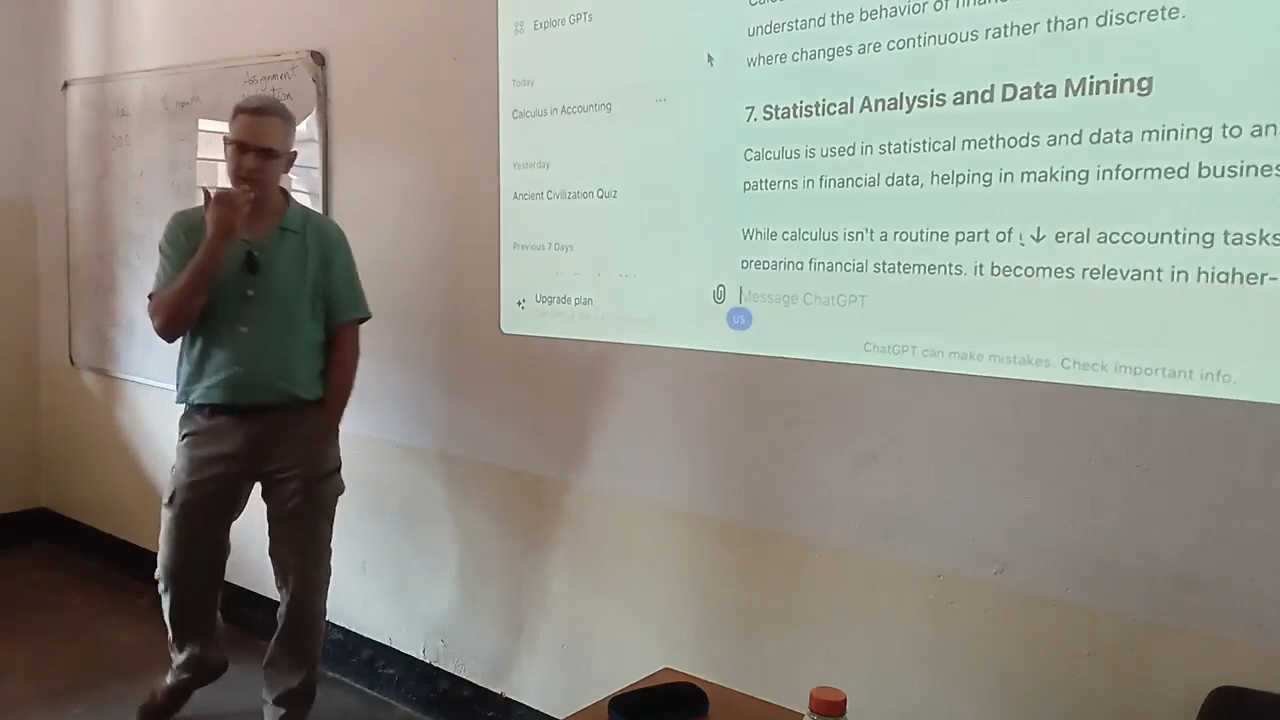 Assignment
Explore GPTs
Today
Calculus in Accounting
Yesterday
Ancient Civilization Quiz
Previous 7 Days
Upgrade plan
understand the behavior of
where changes are continuous rather than discrete.
7. Statistical Analysis and Data Mining
Calculus is used in statistical methods and data mining to an
patterns in financial data, helping in making informed busines
While calculus isn't a routine part of eral accounting tasks
preparing financial statements, it becomes relevant in higher-
Message ChatGPT
US
ChatGPT can make mistakes. Check important info.